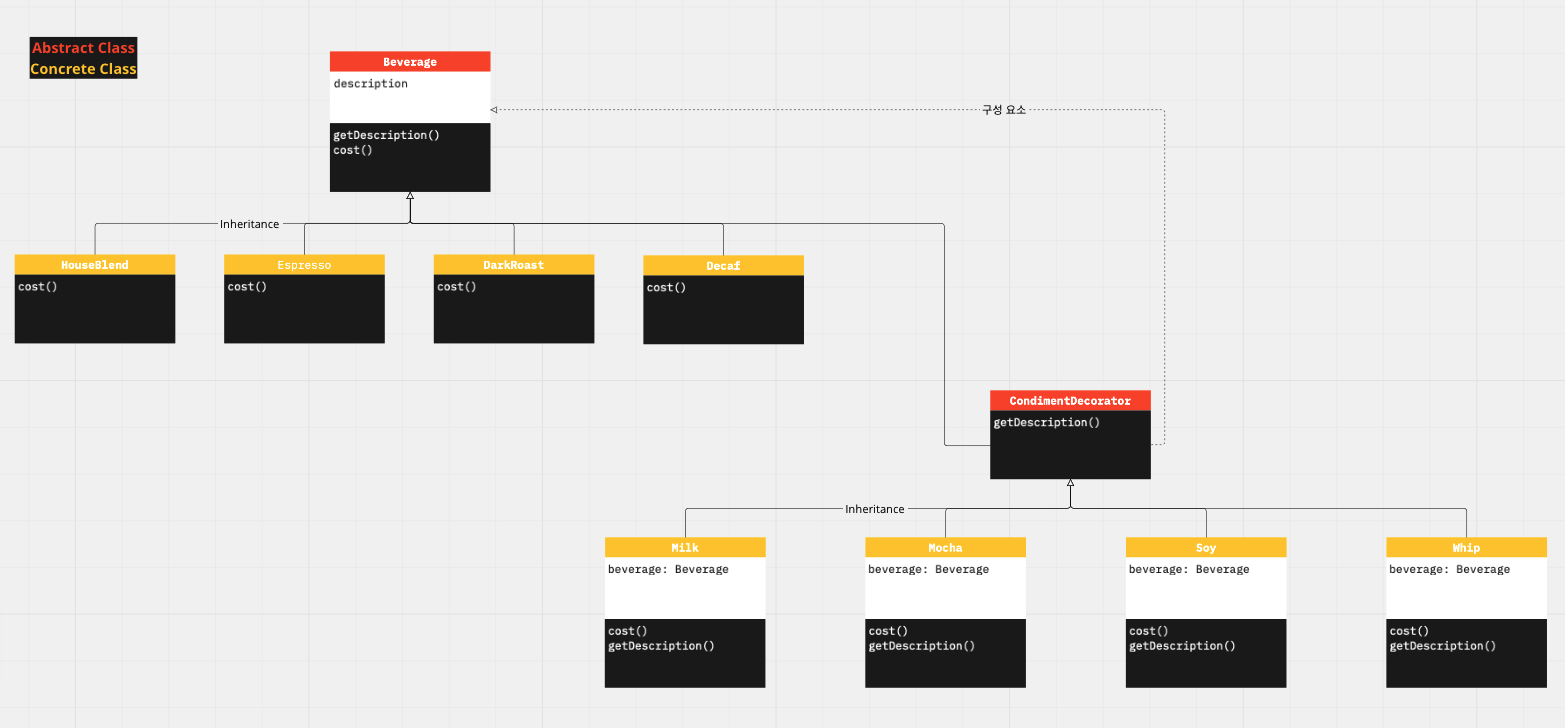 Abstract Class
Concrete Class
Beverage
description
구성 요소
getDescription()
cost()
Inheritance
HouseBlend
cost()
Espresso
cost()
DarkRoast
cost()
Decaf
cost()
CondimentDecorator
getDescription()
Inheritance
Milk
beverage: Beverage
cost()
getDescription()
Mocha
beverage: Beverage
cost()
getDescription()
Soy
beverage: Beverage
cost()
getDescription()
Whip
beverage: Beverage
cost()
getDescription()